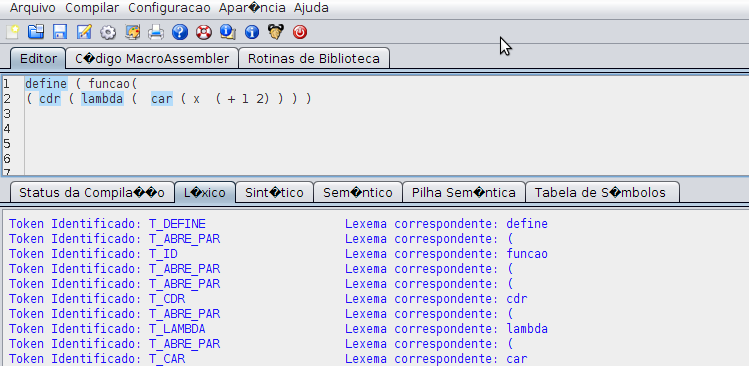 Arquivo Compilar Configuracao Apar�ncia Ajuda
Editor C�digo MacroAssembler Rotinas de Biblioteca
1 define ( funcao(
2 ( cdr ( lambda (  car ( x  ( + 1 2) ) ) )
3
4
5
6
7
Status da Compila��o L�xico Sint�tico Sem�ntico Pilha Sem�ntica Tabela de S�mbolos
Token Identificado: T_DEFINE Lexema correspondente: define
Token Identificado: T_ABRE_PAR Lexema correspondente: (
Token Identificado: T_ID Lexema correspondente: funcao
Token Identificado: T_ABRE_PAR Lexema correspondente: (
Token Identificado: T_ABRE_PAR Lexema correspondente: (
Token Identificado: T_CDR Lexema correspondente: cdr
Token Identificado: T_ABRE_PAR Lexema correspondente: (
Token Identificado: T_LAMBDA Lexema correspondente: lambda
Token Identificado: T_ABRE_PAR Lexema correspondente: (
Token Identificado: T_CAR Lexema correspondente: car